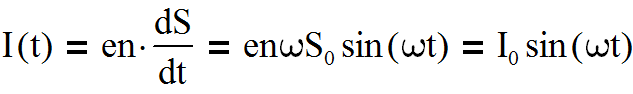 I(t) = en· dS/dt = enωS₀ sin(ωt) = I₀ sin(ωt)